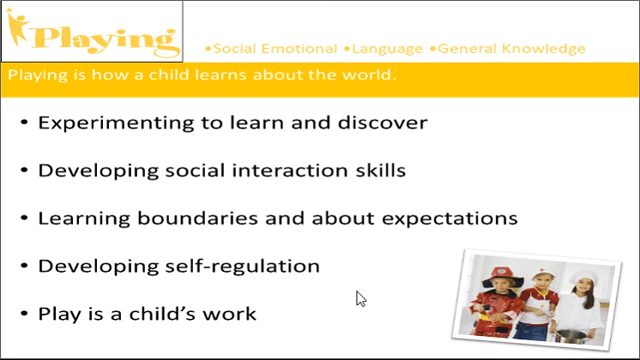 Playing
•Social Emotional •Language •General Knowledge
Playing is how a child learns about the world.
• Experimenting to learn and discover
• Developing social interaction skills
• Learning boundaries and about expectations
• Developing self-regulation
• Play is a child's work